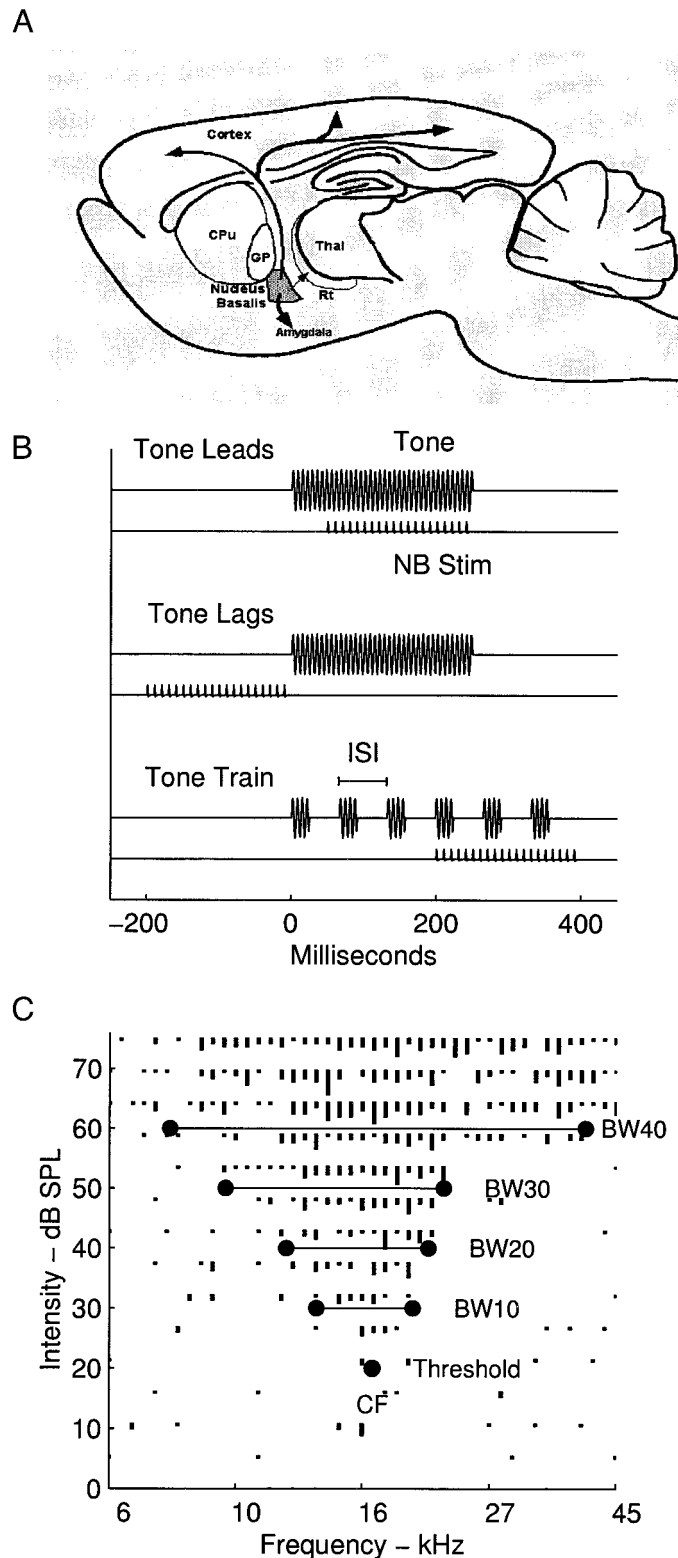 A
Cortex
CPu
GP
Thal
Nucleus
Basalis
Rt
Amygdala
B
Tone Leads
Tone
NB Stim
Tone Lags
ISI
Tone Train
−200
0
200
400
Milliseconds
C
70
60
50
40
30
20
10
0
Intensity – dB SPL
BW40
BW30
BW20
BW10
Threshold
CF
6
10
16
27
45
Frequency – kHz